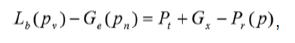 L_b(p_v) − G_e(p_n) = P_t + G_x − P_r(p),